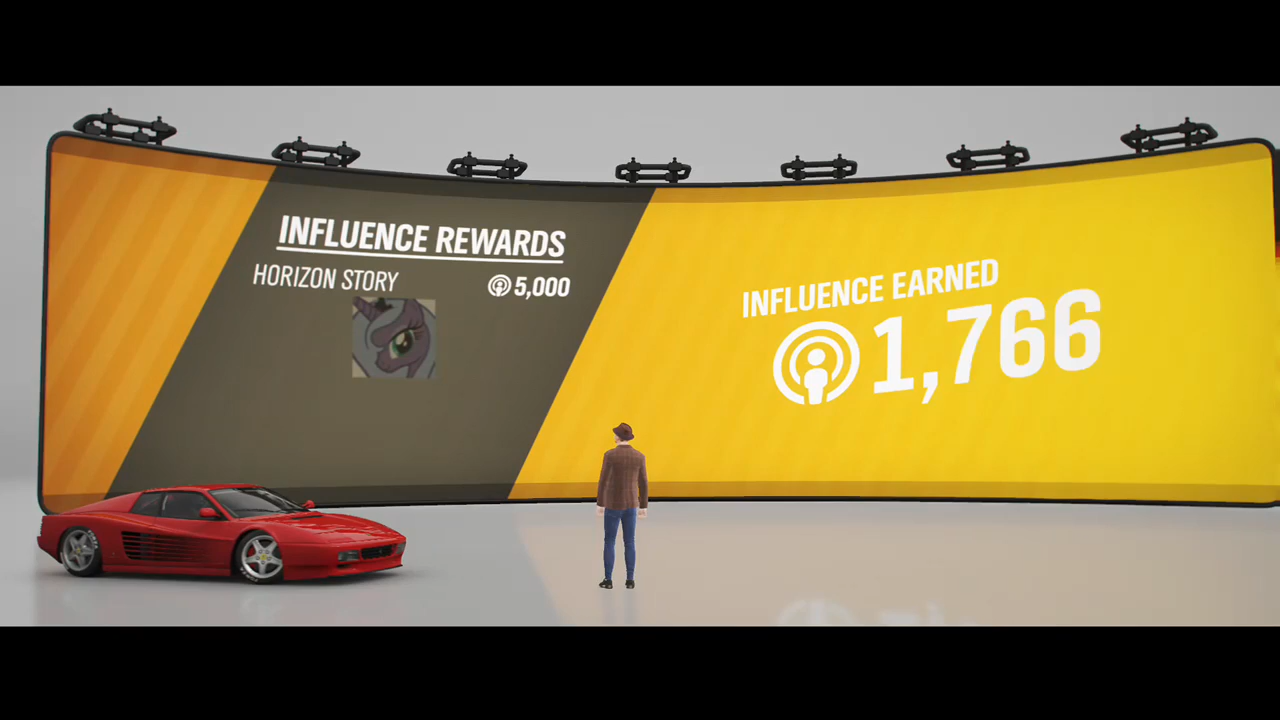 INFLUENCE REWARDS
HORIZON STORY 5,000
INFLUENCE EARNED
1,766